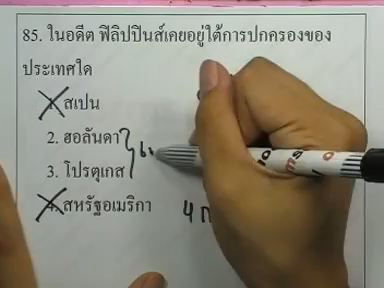 85. ในอดีต ฟิลิปปินส์เคยอยู่ใต้การปกครองของ
ประเทศใด
สเปน
2. ฮอลันดา
3. โปรตุเกส
4. สหรัฐอเมริกา